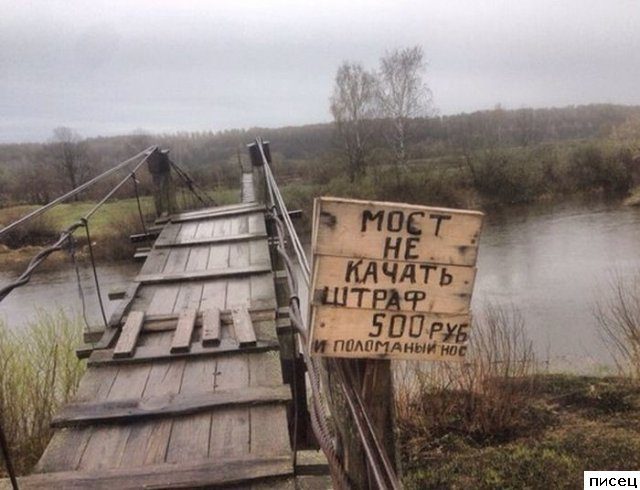 МОСТ
НЕ
КАЧАТЬ
ШТРАФ
500 РУБ
И ПОЛОМАНЫЙ НОС
писец